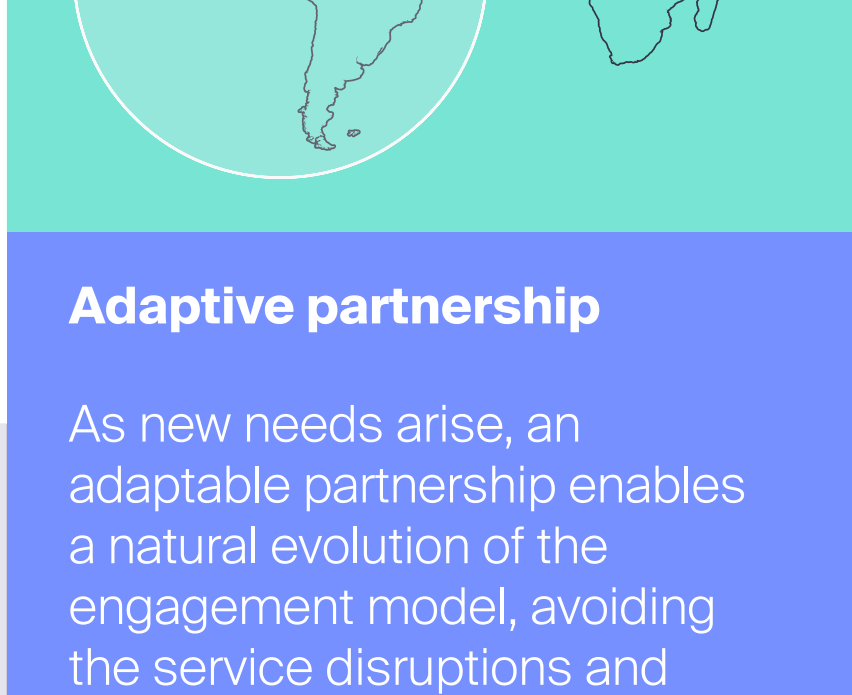 Adaptive partnership
As new needs arise, an
adaptable partnership enables
a natural evolution of the
engagement model, avoiding
the service disruptions and